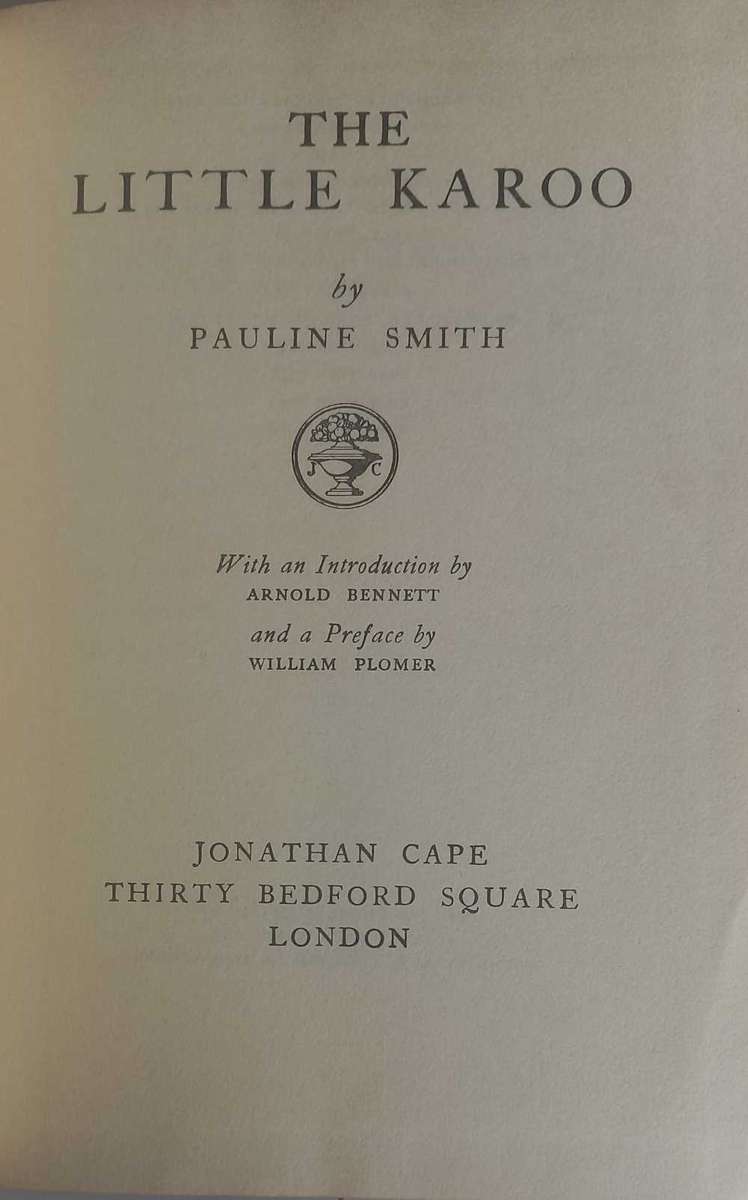 THE
LITTLE KAROO
by
PAULINE SMITH
J C
With an Introduction by
ARNOLD BENNETT
and a Preface by
WILLIAM PLOMER
JONATHAN CAPE
THIRTY BEDFORD SQUARE
LONDON